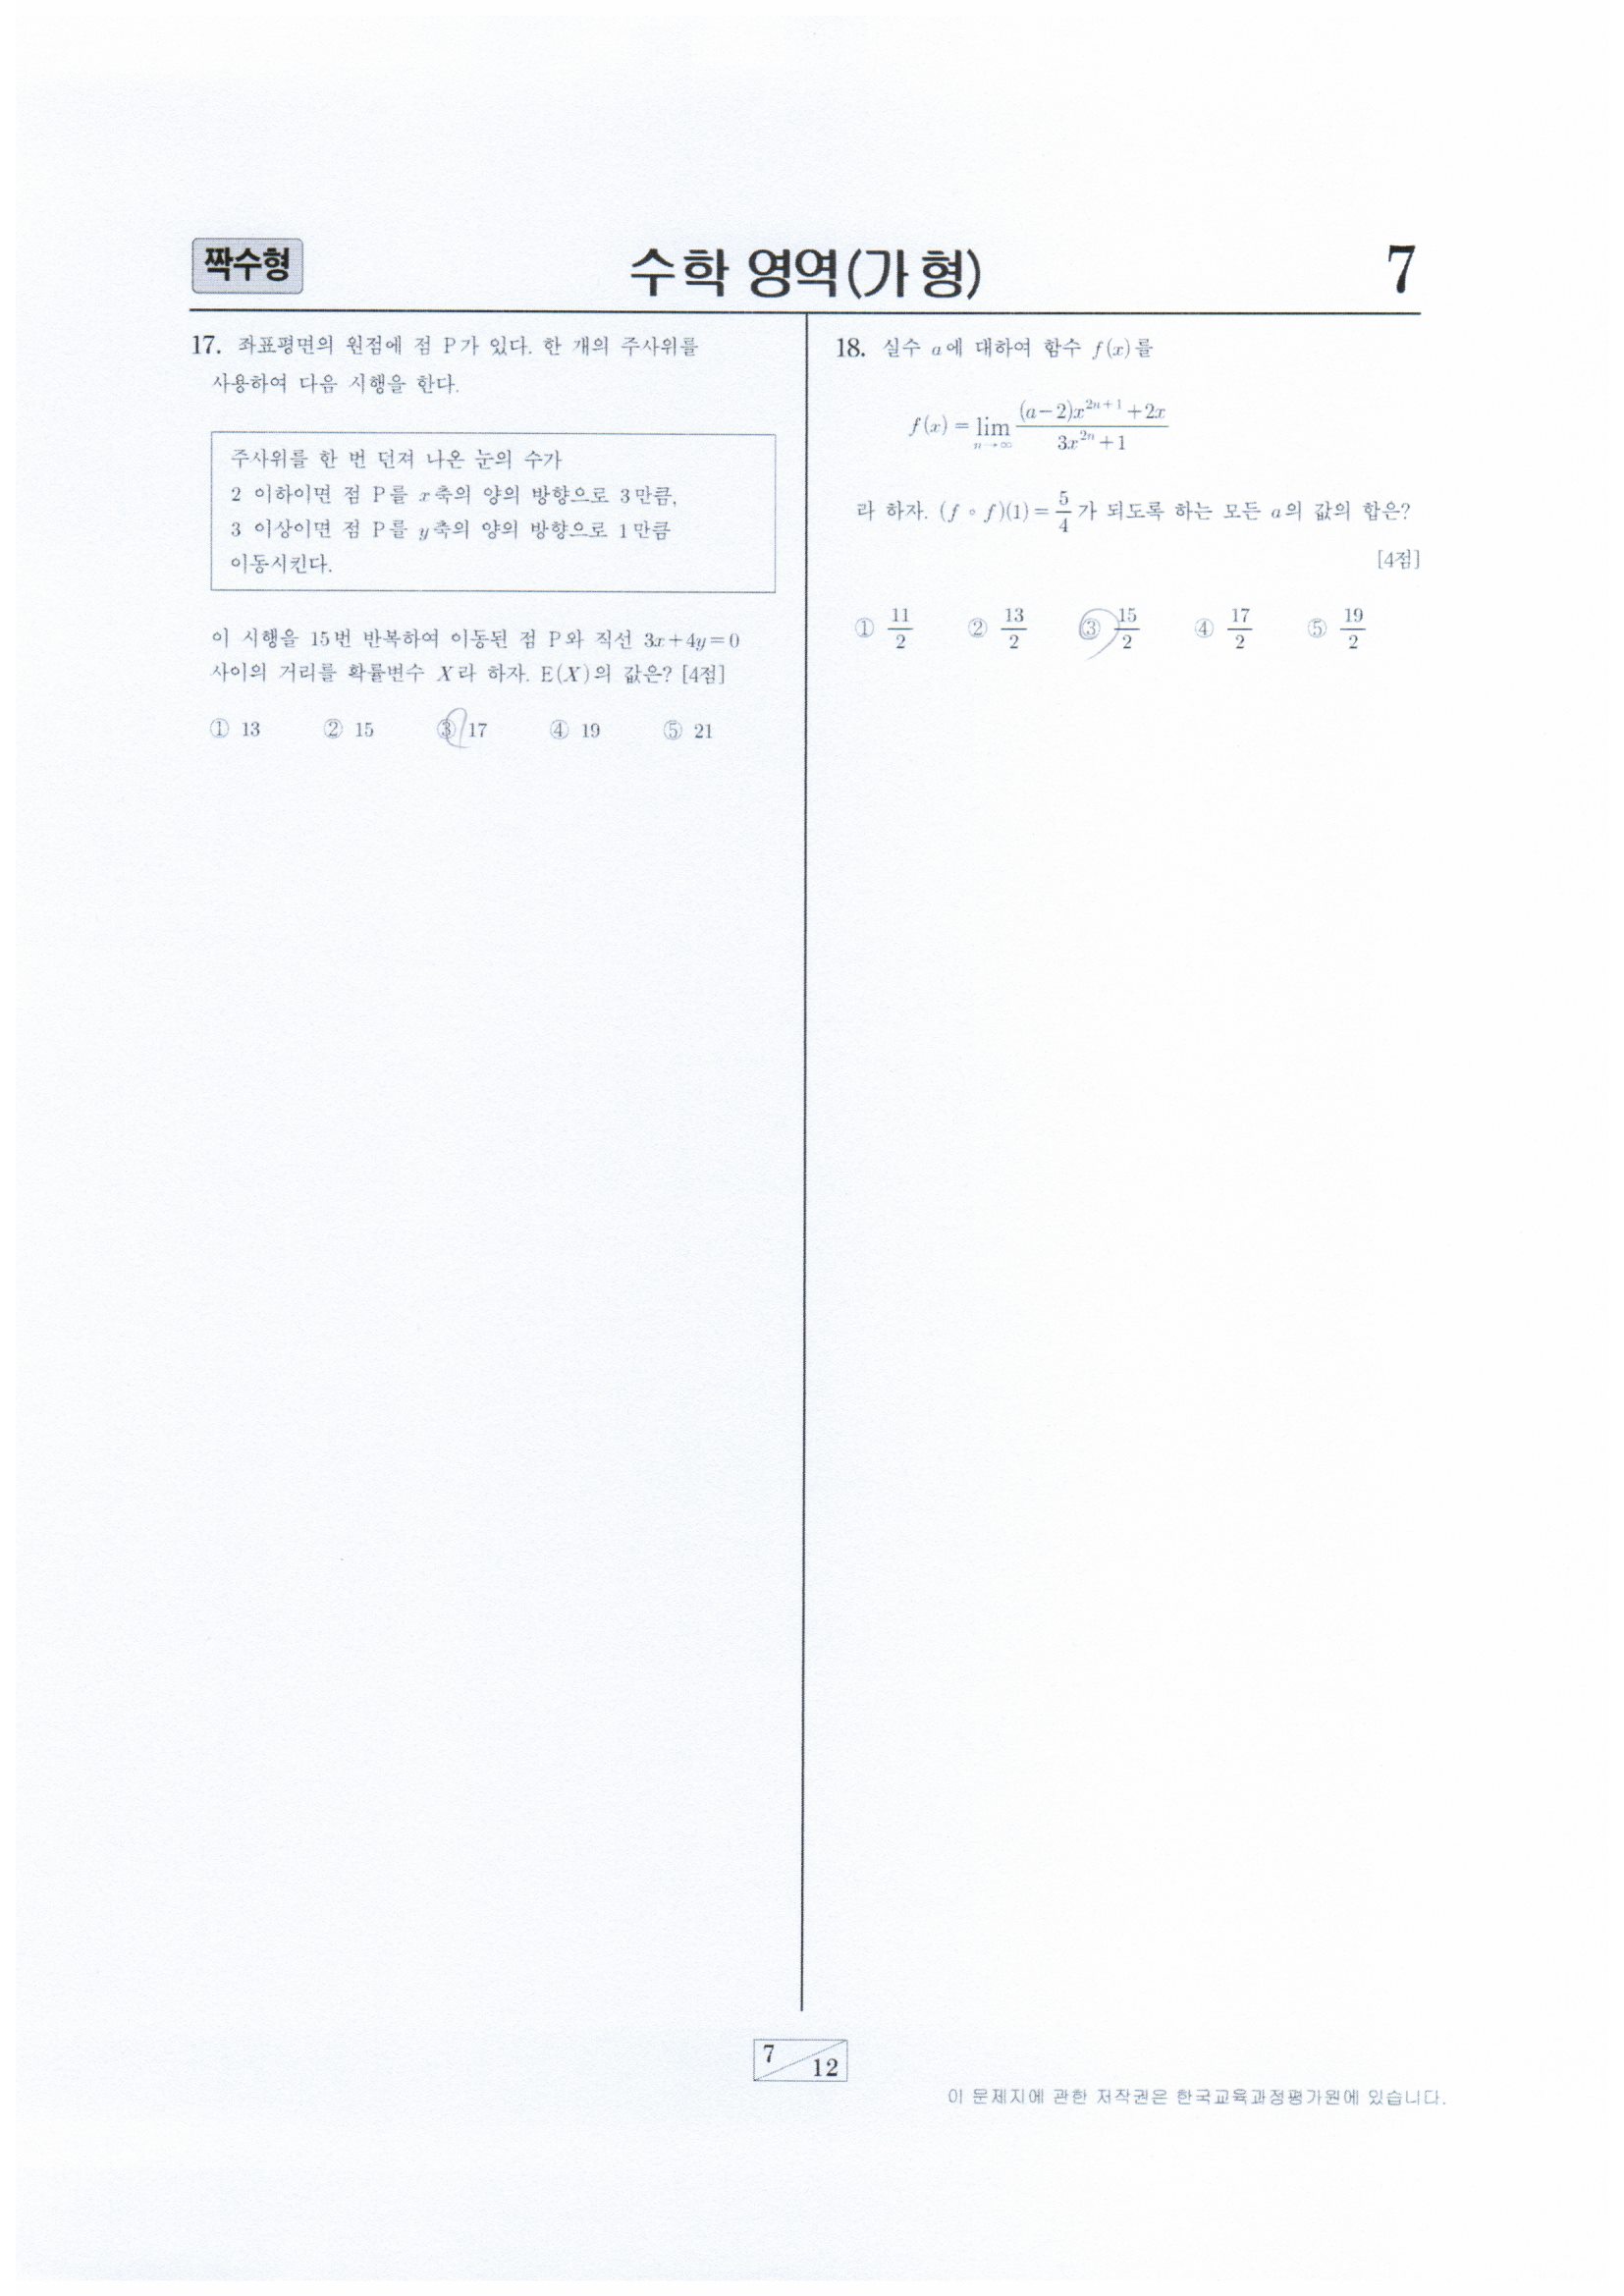 짝수형
수학 영역(가형)
7
17. 좌표평면의 원점에 점 P가 있다. 한 개의 주사위를
사용하여 다음 시행을 한다.
주사위를 한 번 던져 나온 눈의 수가
2 이하이면 점 P를 x축의 양의 방향으로 3만큼,
3 이상이면 점 P를 y축의 양의 방향으로 1만큼
이동시킨다.
이 시행을 15번 반복하여 이동된 점 P와 직선 3x+4y=0
사이의 거리를 확률변수 X라 하자. E(X)의 값은? [4점]
① 13 ② 15 ③ 17 ④ 19 ⑤ 21
18. 실수 a에 대하여 함수 f(x)를
f(x) = lim_{n→∞} \frac{(a-2)x^{2n+1}+2x}{3x^{2n}+1}
라 하자. (f∘f)(1) = \frac{5}{4}가 되도록 하는 모든 a의 값의 합은?
[4점]
① \frac{11}{2} ② \frac{13}{2} ③ \frac{15}{2} ④ \frac{17}{2} ⑤ \frac{19}{2}
7
12
이 문제지에 관한 저작권은 한국교육과정평가원에 있습니다.